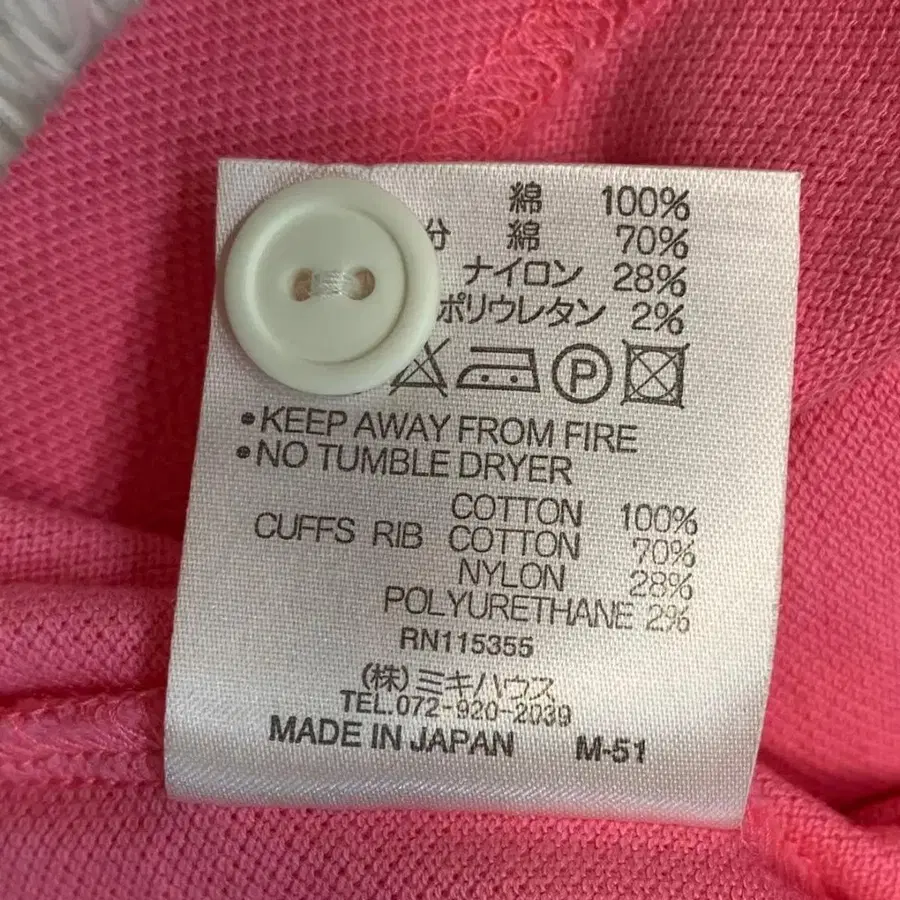 綿 100%
分 綿 70%
ナイロン 28%
ポリウレタン 2%
P
•KEEP AWAY FROM FIRE
•NO TUMBLE DRYER
COTTON 100%
CUFFS RIB COTTON 70%
NYLON 28%
POLYURETHANE 2%
RN115355
(株)ミキハウス
TEL.072-920-2039
MADE IN JAPAN M-51